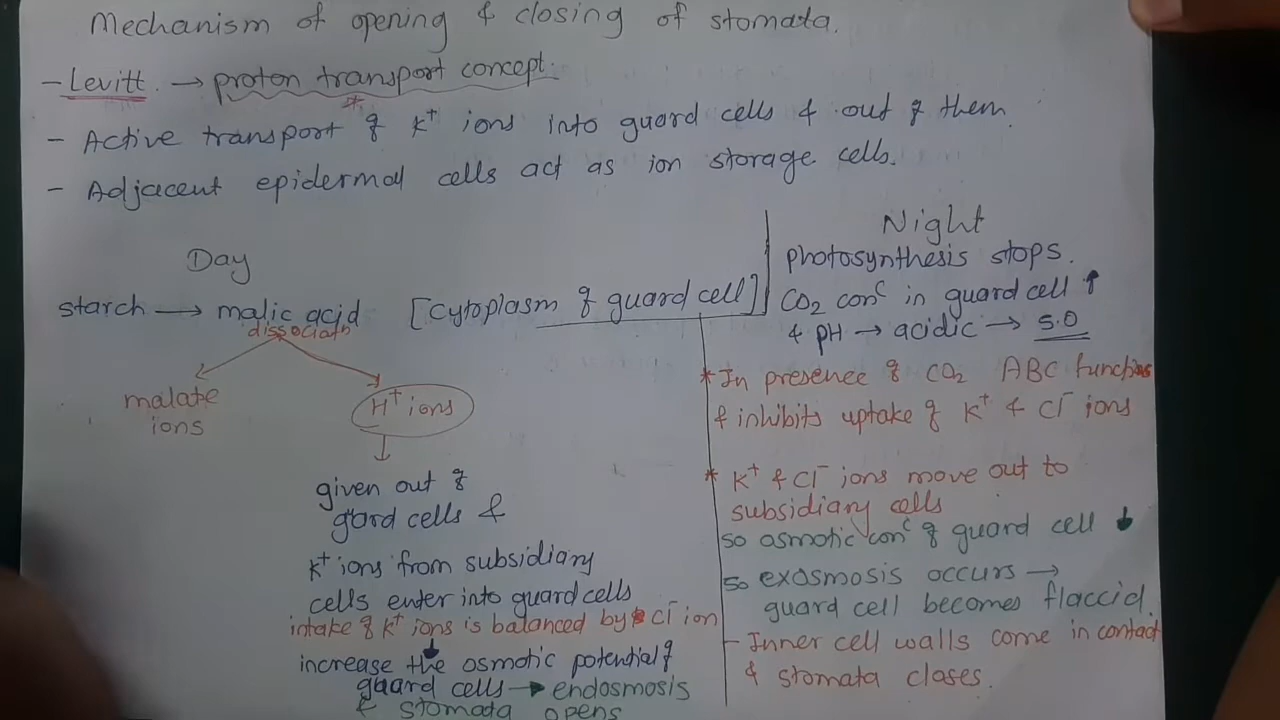 Mechanism of opening & closing of stomata.
- Levitt → proton transport concept.
*
- Active transport of K+ ions into guard cells & out of them.
- Adjacent epidermal cells act as ion storage cells.
Day
starch → malic acid [cytoplasm of guard cell]
dissociatn
malate
ions
H+ ions
given out of
gard cells &
K+ ions from subsidiary
cells enter into guard cells
intake of K+ ions is balanced by Cl- ion
increase the osmotic potential of
guard cells → endosmosis
& stomata opens
Night
photosynthesis stops.
CO2 conc in guard cell ↑
& pH → acidic → 5.0
* In presence of CO2 ABC functions
& inhibits uptake of K+ & Cl- ions
* K+ & Cl- ions move out to
subsidiary cells
so osmotic conc of guard cell ↓
so exosmosis occurs →
guard cell becomes flaccid.
- Inner cell walls come in contact
& stomata closes.